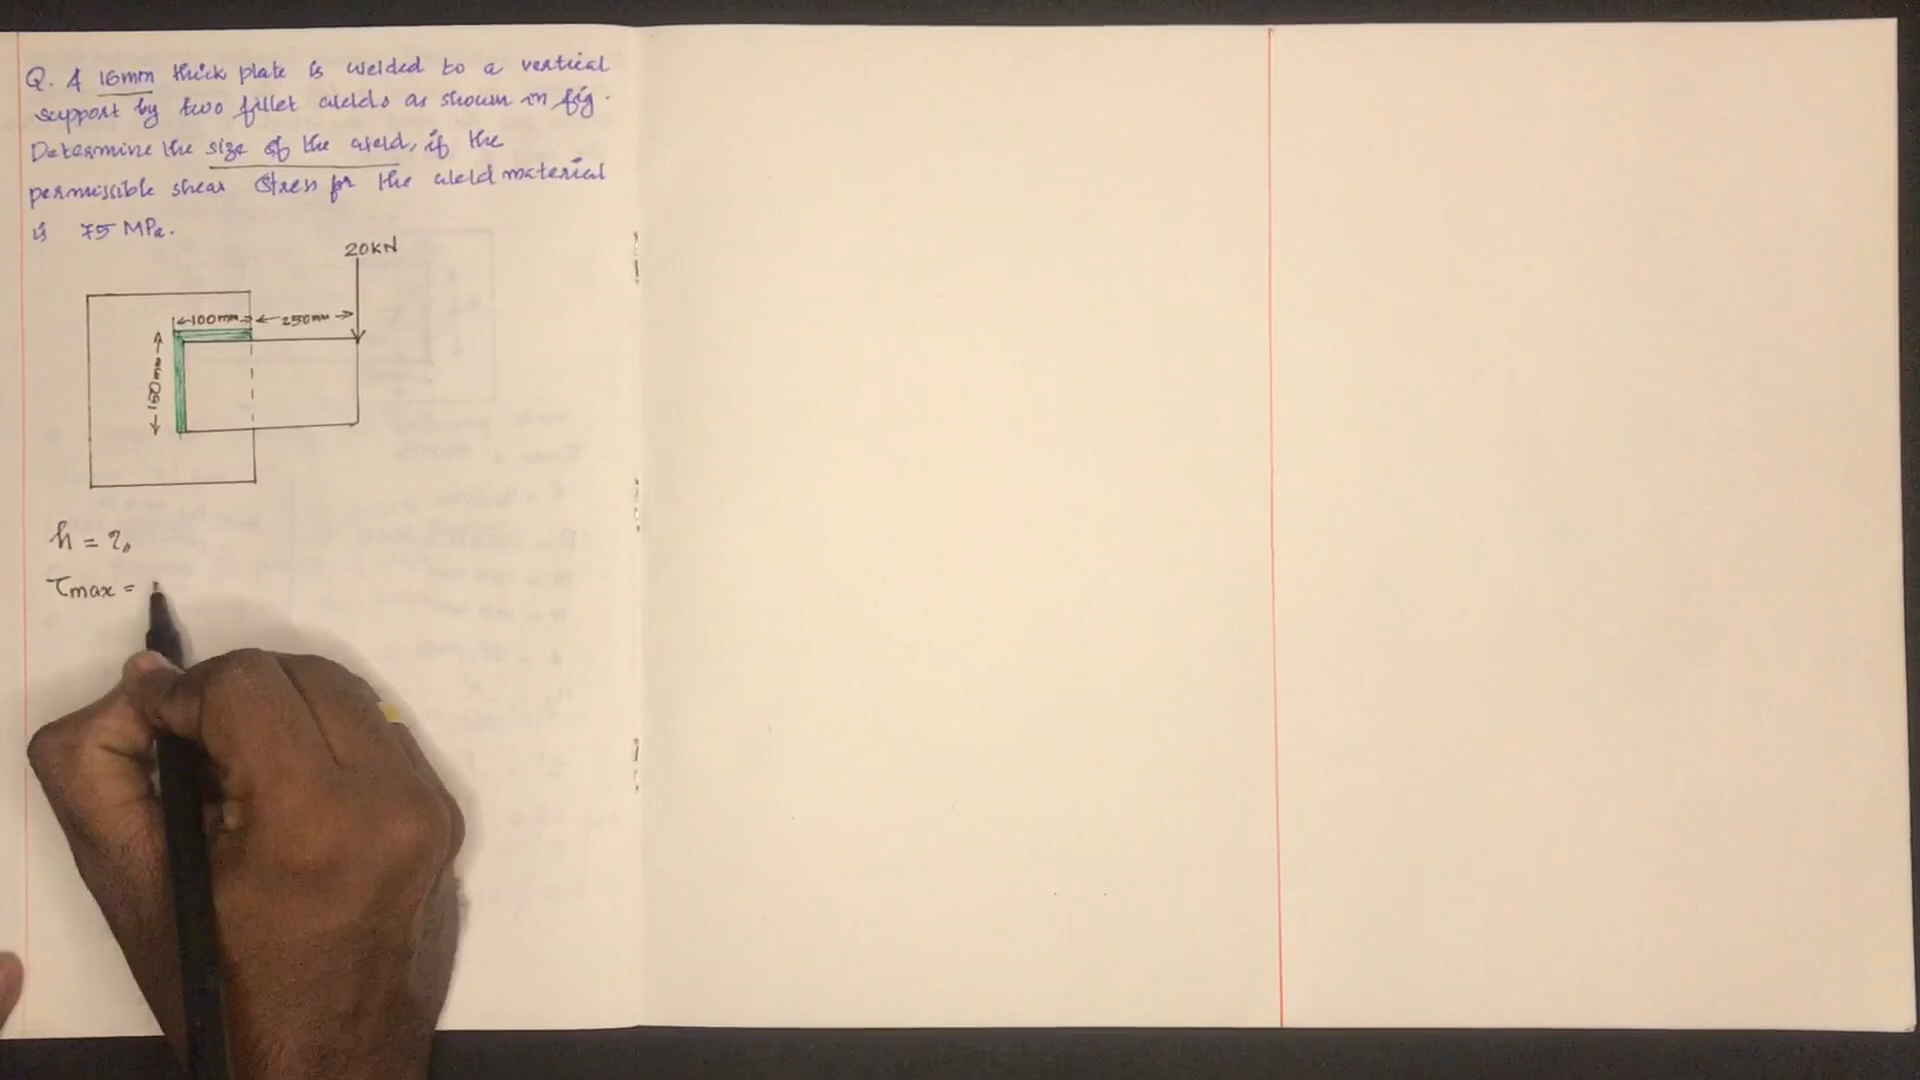 Q. A 16mm thick plate is welded to a vertical
support by two fillet welds as shown in fig.
Determine the size of the weld, if the
permissible shear stress for the weld material
is 75 MPa.
20KN
100mm 250mm
150mm
h = ?
τmax =